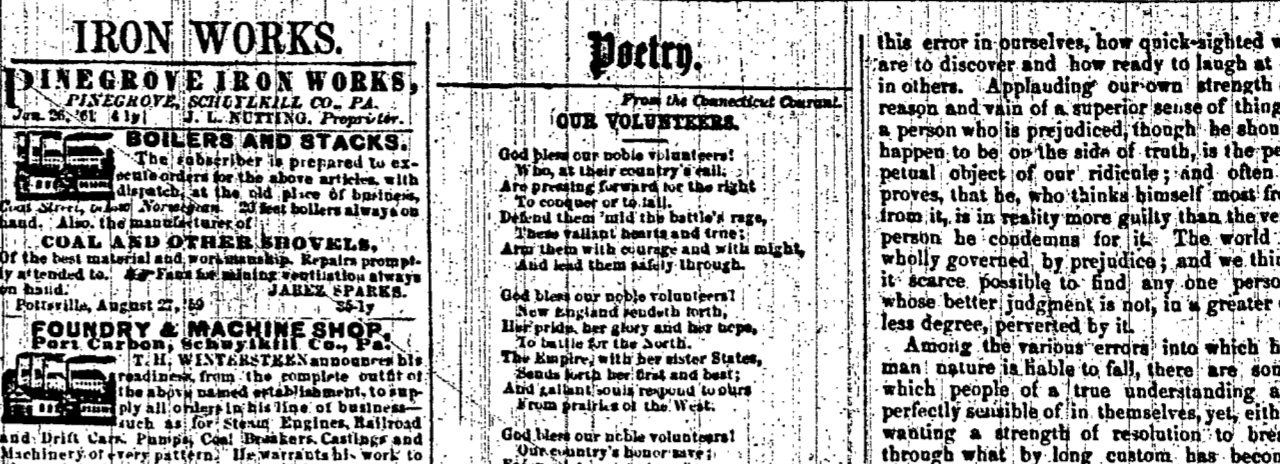 IRON WORKS.
PINEGROVE IRON WORKS,
PINEGROVE, SCHUYLKILL CO., PA.
Jan. 26, '61 4 ly J. L. NUTTING, Proprietor.
BOILERS AND STACKS.
The subscriber is prepared to ex-
ecute orders for the above articles, with
dispatch, at the old place of business,
Coal Street, below Norwegian. 20 feet boilers always on
hand. Also, the manufacturer of
COAL AND OTHER SHOVELS,
Of the best material and workmanship. Repairs prompt-
ly attended to. Fans for mining ventilation always
on hand. JABEZ SPARKS.
Pottsville, August 27, '59 35-ly
FOUNDRY & MACHINE SHOP,
Port Carbon, Schuylkill Co., Pa.
T. H. WINTERSTEEN announces his
readiness, from the complete outfit of
the above named establishment, to sup-
ply all orders in his line of business—
such as for Steam Engines, Railroad
and Drift Cars, Pumps, Coal Breakers, Castings and
Machinery of every pattern. He warrants his work to
Poetry.
From the Connecticut Courant.
OUR VOLUNTEERS.
God bless our noble volunteers!
Who, at their country's call,
Are pressing forward for the right
To conquer or to fall.
Defend them 'mid the battle's rage,
These valiant hearts and true;
Arm them with courage and with might,
And lead them safely through.
God bless our noble volunteers!
New England sendeth forth,
Her pride, her glory and her hope,
To battle for the North.
The Empire, with her sister States,
Sends forth her first and best;
And gallant souls respond to ours
From prairies of the West.
God bless our noble volunteers!
Our country's honor save;
this error in ourselves, how quick-sighted
are to discover and how ready to laugh at
in others. Applauding our own strength
reason and vain of a superior sense of thing
a person who is prejudiced, though he shou
happen to be on the side of truth, is the pe
petual object of our ridicule; and often
proves, that he, who thinks himself most fr
from it, is in reality more guilty than the ve
person he condemns for it. The world
wholly governed by prejudice; and we thin
it scarce possible to find any one perso
whose better judgment is not, in a greater
less degree, perverted by it.
Among the various errors into which h
man nature is liable to fall, there are som
which people of a true understanding a
perfectly sensible of in themselves, yet, eith
wanting a strength of resolution to brea
through what by long custom has becom